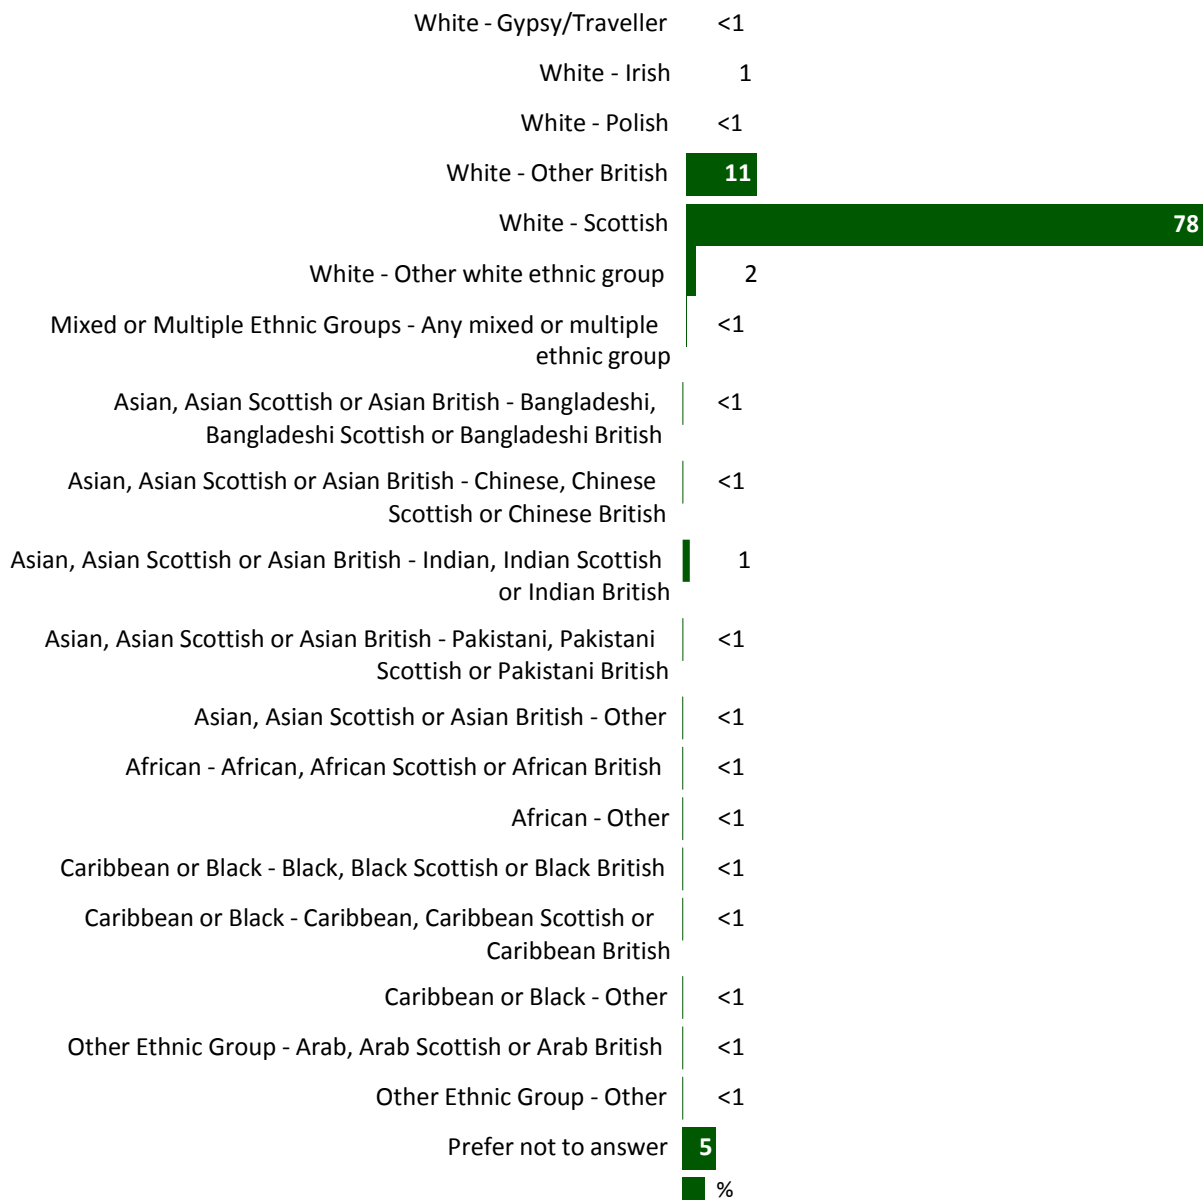 White - Gypsy/Traveller <1
White - Irish 1
White - Polish <1
White - Other British 11
White - Scottish 78
White - Other white ethnic group 2
Mixed or Multiple Ethnic Groups - Any mixed or multiple <1
ethnic group
Asian, Asian Scottish or Asian British - Bangladeshi, <1
Bangladeshi Scottish or Bangladeshi British
Asian, Asian Scottish or Asian British - Chinese, Chinese <1
Scottish or Chinese British
Asian, Asian Scottish or Asian British - Indian, Indian Scottish 1
or Indian British
Asian, Asian Scottish or Asian British - Pakistani, Pakistani <1
Scottish or Pakistani British
Asian, Asian Scottish or Asian British - Other <1
African - African, African Scottish or African British <1
African - Other <1
Caribbean or Black - Black, Black Scottish or Black British <1
Caribbean or Black - Caribbean, Caribbean Scottish or <1
Caribbean British
Caribbean or Black - Other <1
Other Ethnic Group - Arab, Arab Scottish or Arab British <1
Other Ethnic Group - Other <1
Prefer not to answer 5
%